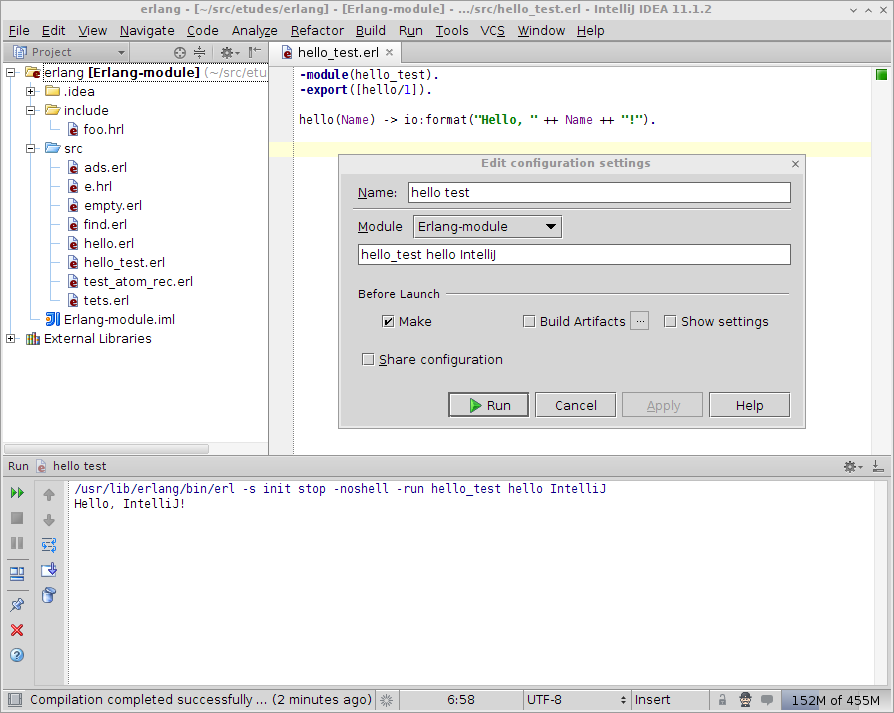 erlang - [~/src/etudes/erlang] - [Erlang-module] - .../src/hello_test.erl - IntelliJ IDEA 11.1.2
File Edit View Navigate Code Analyze Refactor Build Run Tools VCS Window Help
Project
hello_test.erl
erlang [Erlang-module] (~/src/etu
.idea
include
foo.hrl
src
ads.erl
e.hrl
empty.erl
find.erl
hello.erl
hello_test.erl
test_atom_rec.erl
tets.erl
Erlang-module.iml
External Libraries
-module(hello_test).
-export([hello/1]).
hello(Name) -> io:format("Hello, " ++ Name ++ "!").
Edit configuration settings
Name: hello test
Module Erlang-module
hello_test hello IntelliJ
Before Launch
Make Build Artifacts ... Show settings
Share configuration
Run Cancel Apply Help
Run hello test
/usr/lib/erlang/bin/erl -s init stop -noshell -run hello_test hello IntelliJ
Hello, IntelliJ!
Compilation completed successfully ... (2 minutes ago) 6:58 UTF-8 Insert 152M of 455M